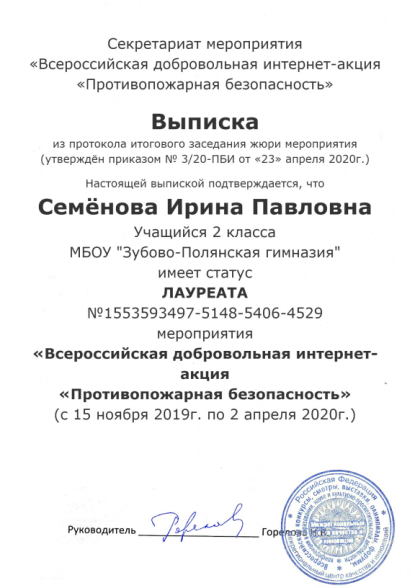 Секретариат мероприятия
«Всероссийская добровольная интернет-акция
«Противопожарная безопасность»
Выписка
из протокола итогового заседания жюри мероприятия
(утверждён приказом № 3/20-ПБИ от «23» апреля 2020г.)
Настоящей выпиской подтверждается, что
Семёнова Ирина Павловна
Учащийся 2 класса
МБОУ "Зубово-Полянская гимназия"
имеет статус
ЛАУРЕАТА
№1553593497-5148-5406-4529
мероприятия
«Всероссийская добровольная интернет-
акция
«Противопожарная безопасность»
(с 15 ноября 2019г. по 2 апреля 2020г.)
Руководитель Горелова Н.В.
Российская Федерация